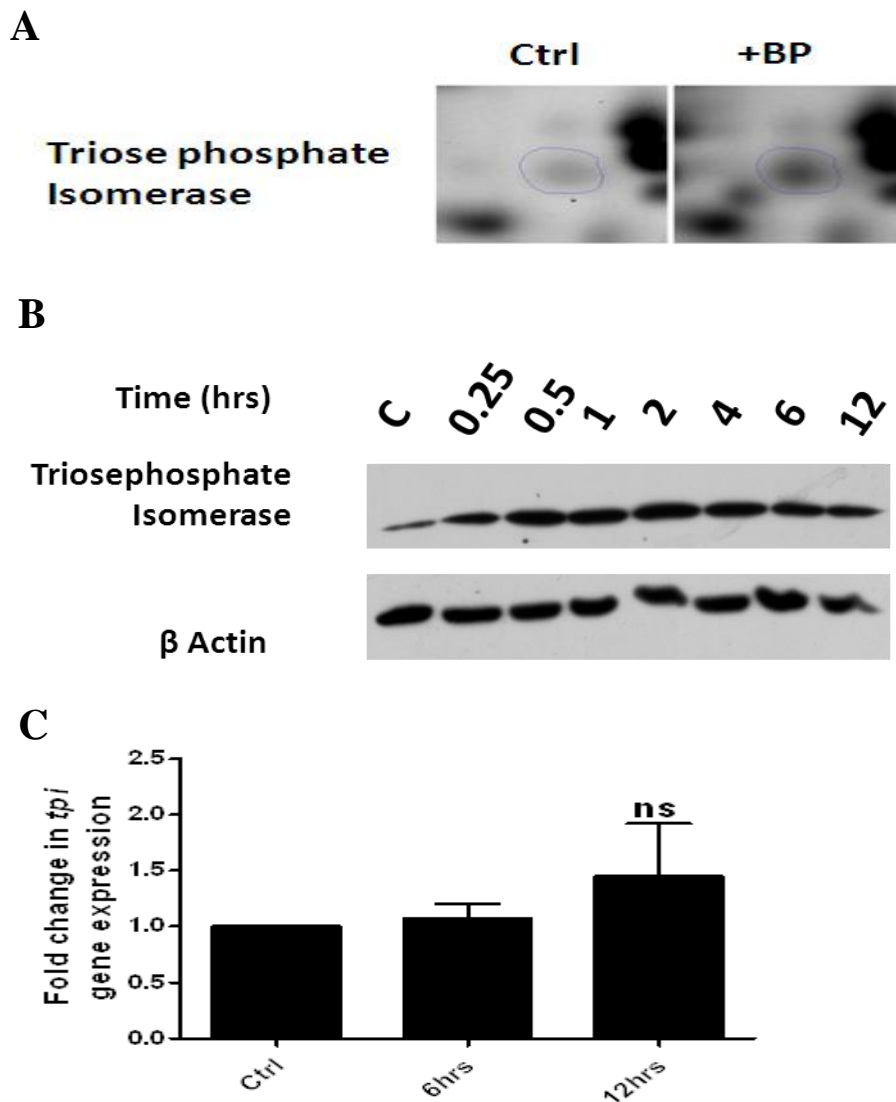 A
Ctrl +BP
Triose phosphate
Isomerase
B
Time (hrs) C 0.25 0.5 1 2 4 6 12
Triosephosphate
Isomerase
β Actin
C
Fold change in tpi
gene expression
2.5
2.0
1.5
1.0
0.5
0.0
ns
Ctrl 6hrs 12hrs